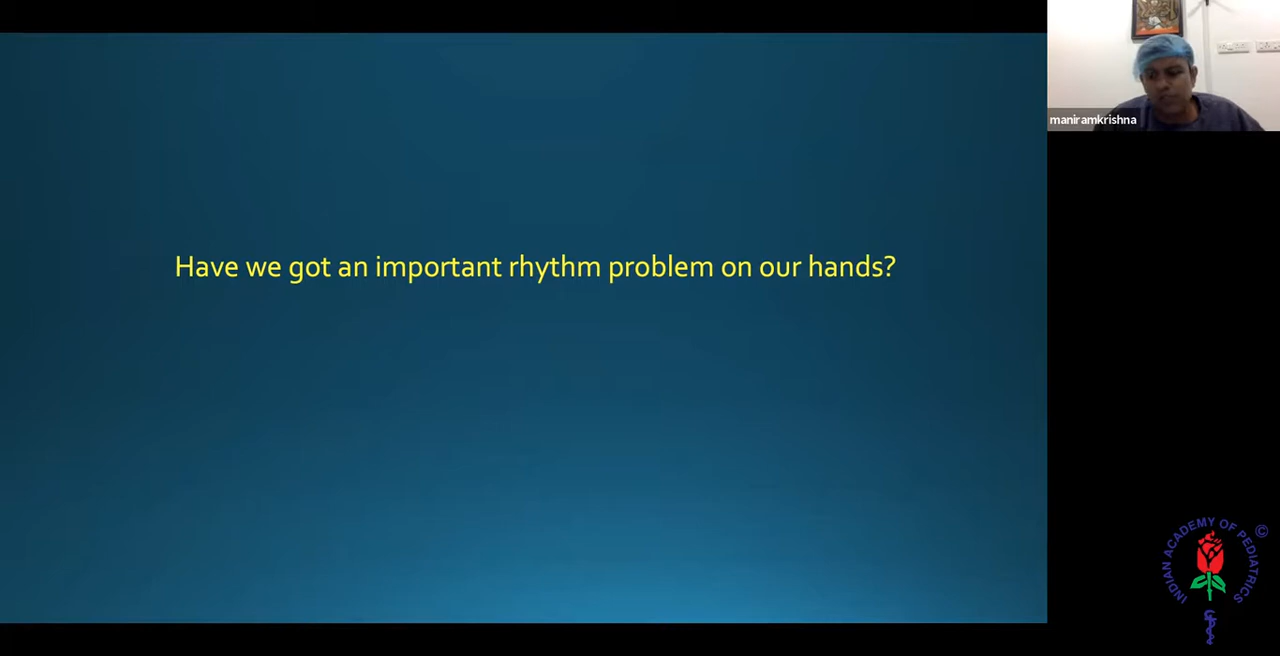 Have we got an important rhythm problem on our hands?
maniramkrishna
INDIAN ACADEMY OF PEDIATRICS
©